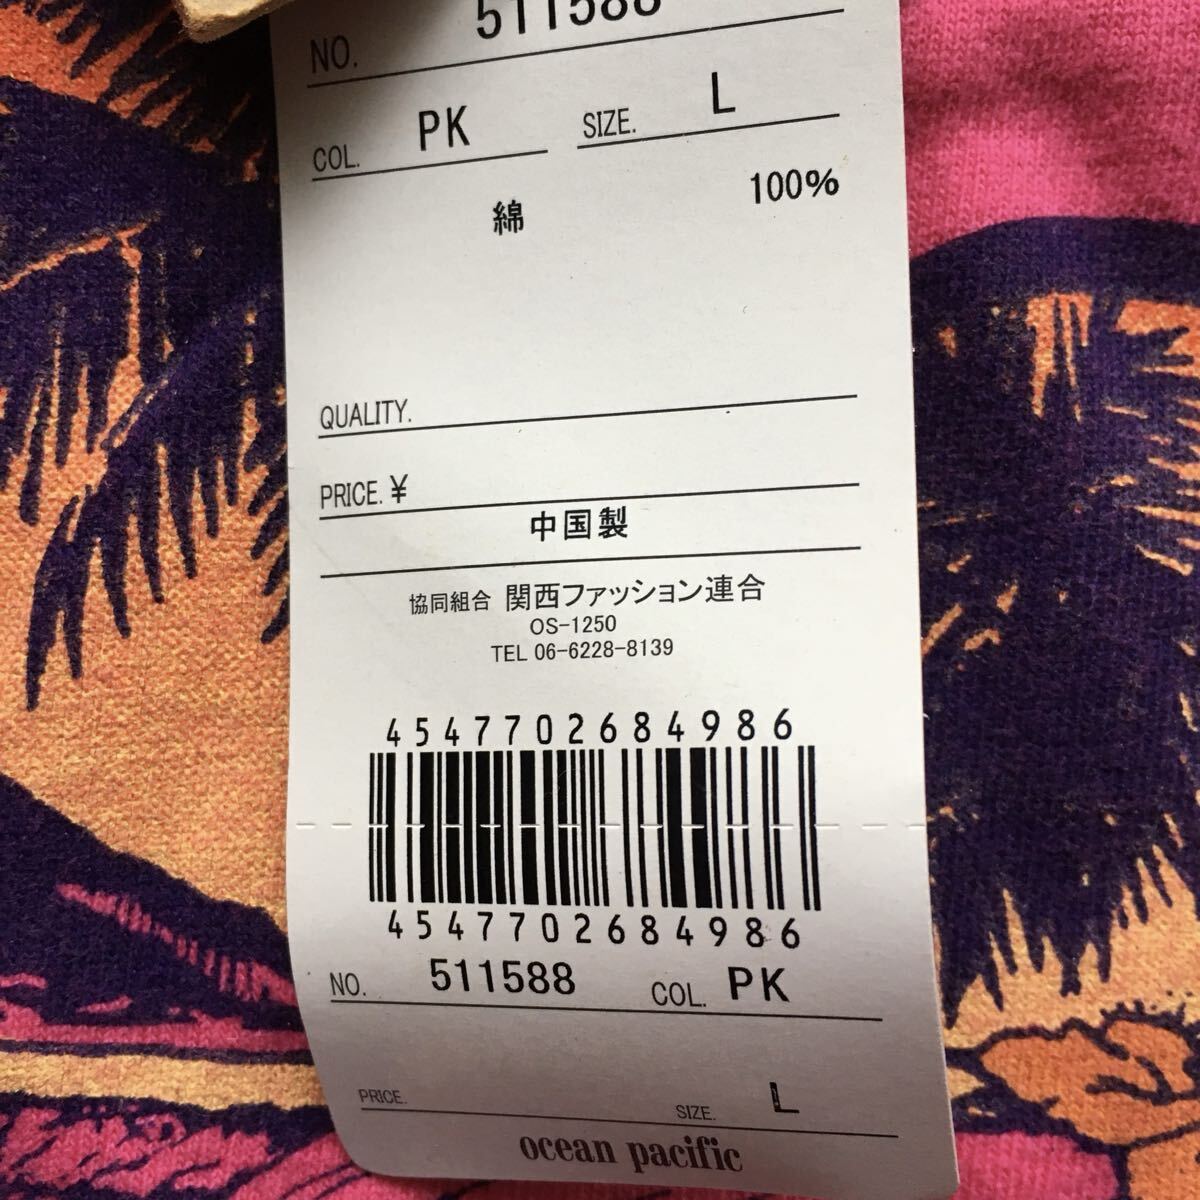 NO. 511588
COL. PK SIZE. L
綿 100%
QUALITY.
PRICE. ¥
中国製
協同組合 関西ファッション連合
OS-1250
TEL 06-6228-8139
4547702684986
4547702684986
NO. 511588 COL. PK
PRICE. SIZE. L
ocean pacific